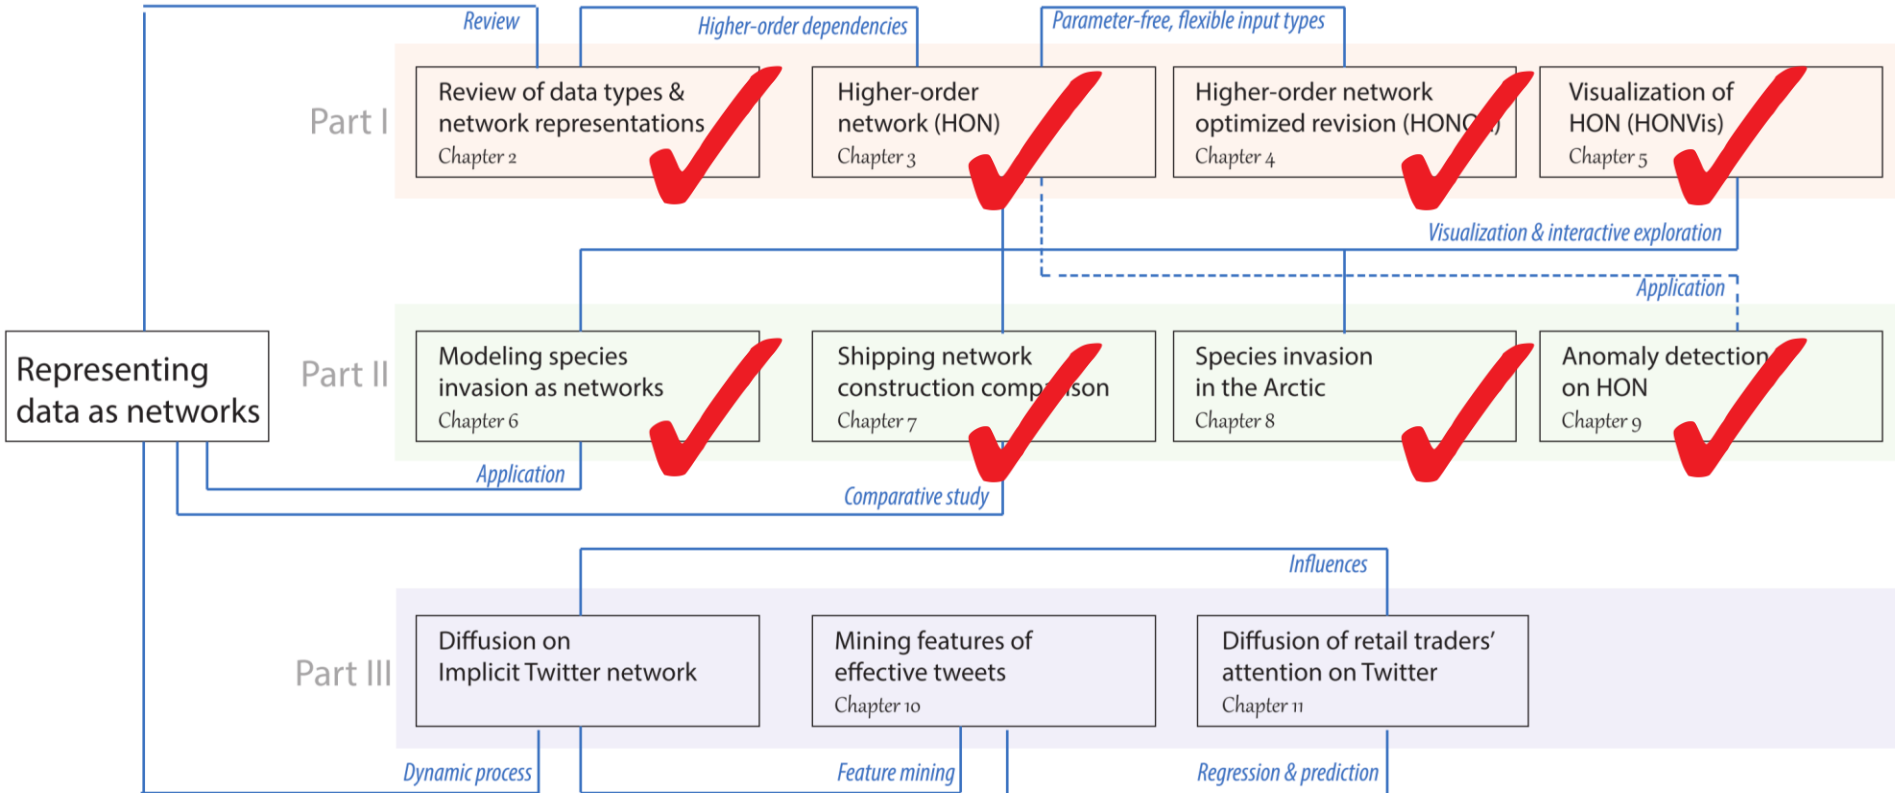 Review
Higher-order dependencies
Parameter-free, flexible input types
Part I
Review of data types &
network representations
Chapter 2
Higher-order
network (HON)
Chapter 3
Higher-order network
optimized revision (HONO
Chapter 4
Visualization of
HON (HONVis)
Chapter 5
Visualization & interactive exploration
Application
Representing
data as networks
Part II
Modeling species
invasion as networks
Chapter 6
Shipping network
construction comparison
Chapter 7
Species invasion
in the Arctic
Chapter 8
Anomaly detection
on HON
Chapter 9
Application
Comparative study
Influences
Part III
Diffusion on
Implicit Twitter network
Mining features of
effective tweets
Chapter 10
Diffusion of retail traders’
attention on Twitter
Chapter 11
Dynamic process
Feature mining
Regression & prediction